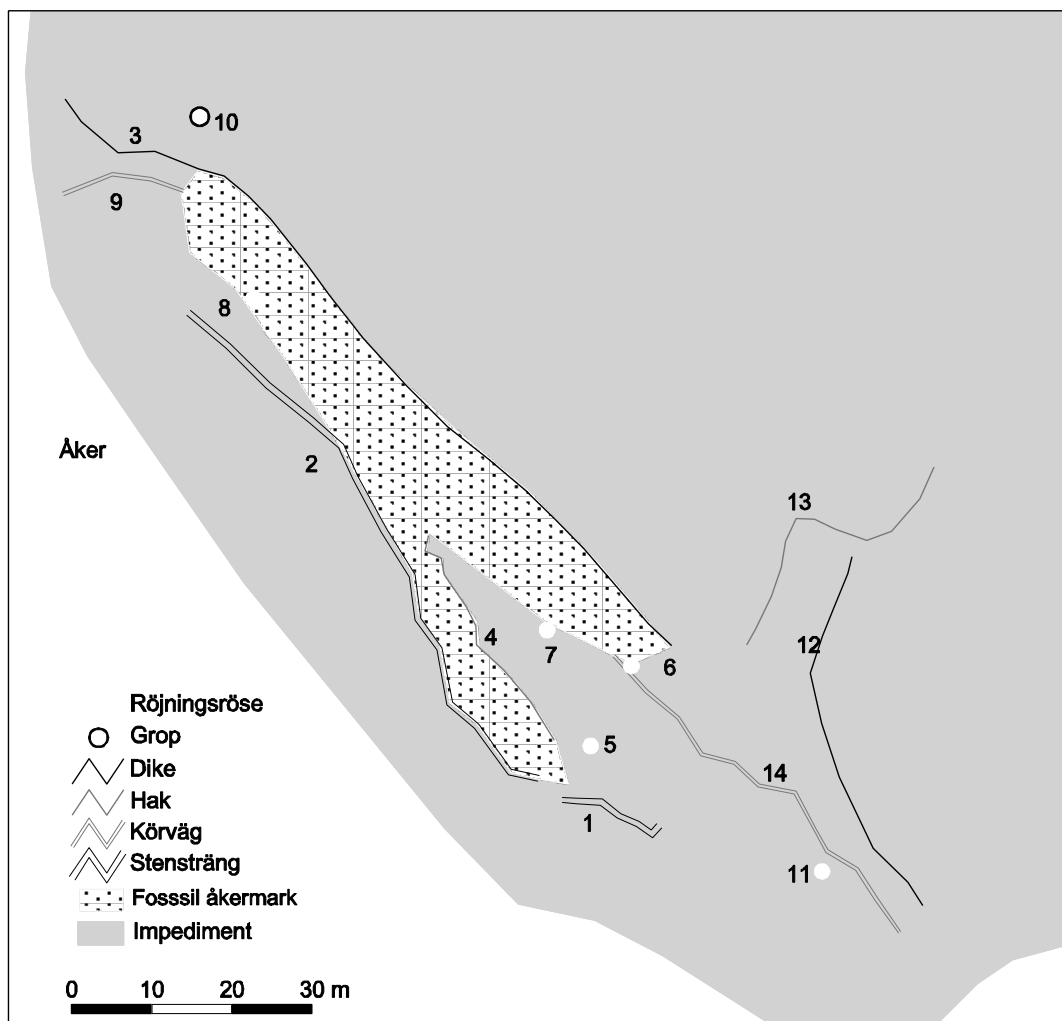 10
3
9
8
Åker
2
13
4
7
6
12
Röjningsröse
Grop
5
Dike
14
Hak
1
Körväg
Stensträng
11
Fosssil åkermark
Impediment
0 10 20 30 m